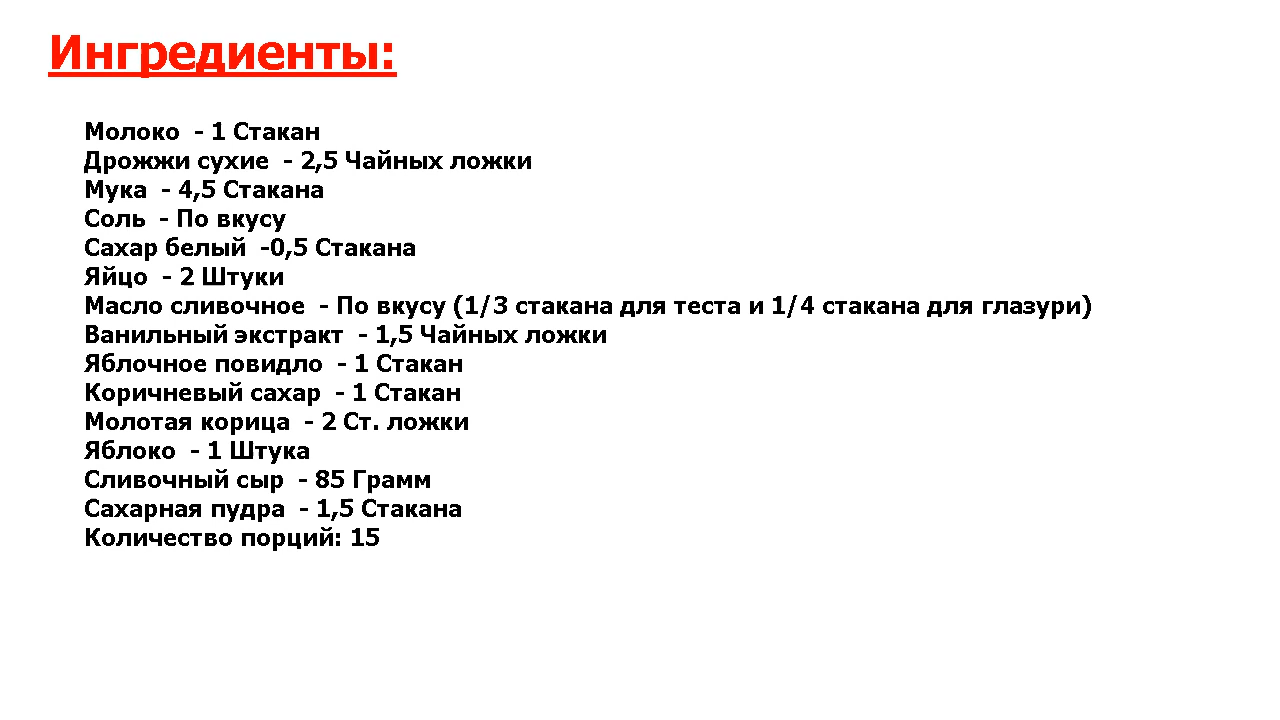 Ингредиенты:
Молоко  - 1 Стакан
Дрожжи сухие  - 2,5 Чайных ложки
Мука  - 4,5 Стакана
Соль  - По вкусу
Сахар белый  -0,5 Стакана
Яйцо  - 2 Штуки
Масло сливочное  - По вкусу (1/3 стакана для теста и 1/4 стакана для глазури)
Ванильный экстракт  - 1,5 Чайных ложки
Яблочное повидло  - 1 Стакан
Коричневый сахар  - 1 Стакан
Молотая корица  - 2 Ст. ложки
Яблоко  - 1 Штука
Сливочный сыр  - 85 Грамм
Сахарная пудра  - 1,5 Стакана
Количество порций: 15